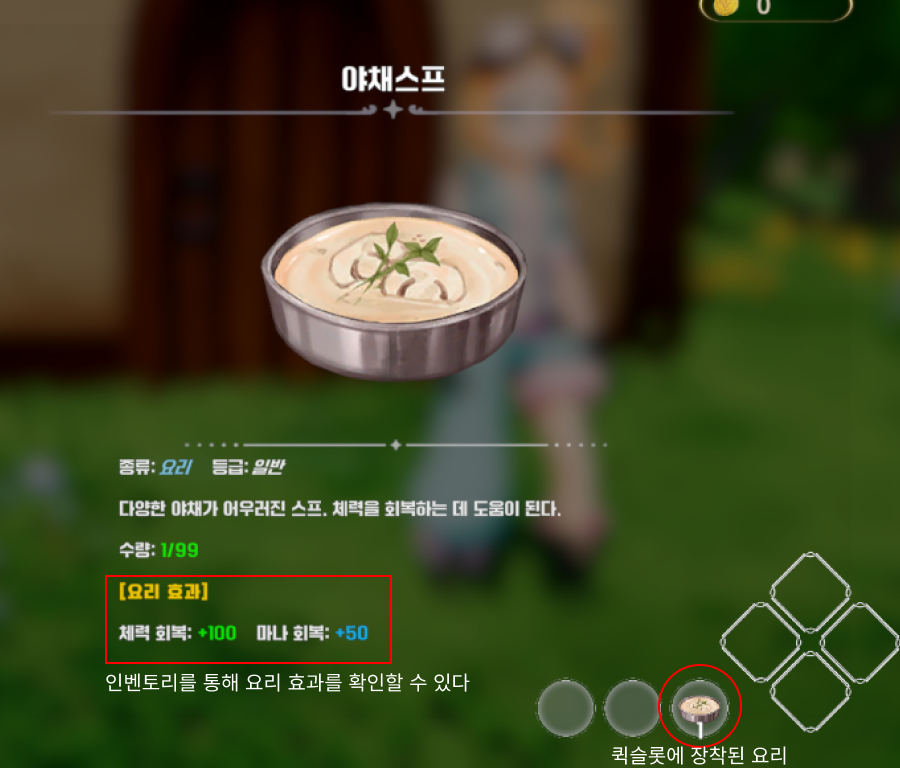 0
야채스프
종류: 요리 등급: 일반
다양한 야채가 어우러진 스프. 체력을 회복하는 데 도움이 된다.
수량: 1/99
[요리 효과]
체력 회복: +100 마나 회복: +50
인벤토리를 통해 요리 효과를 확인할 수 있다
1
퀵슬롯에 장착된 요리